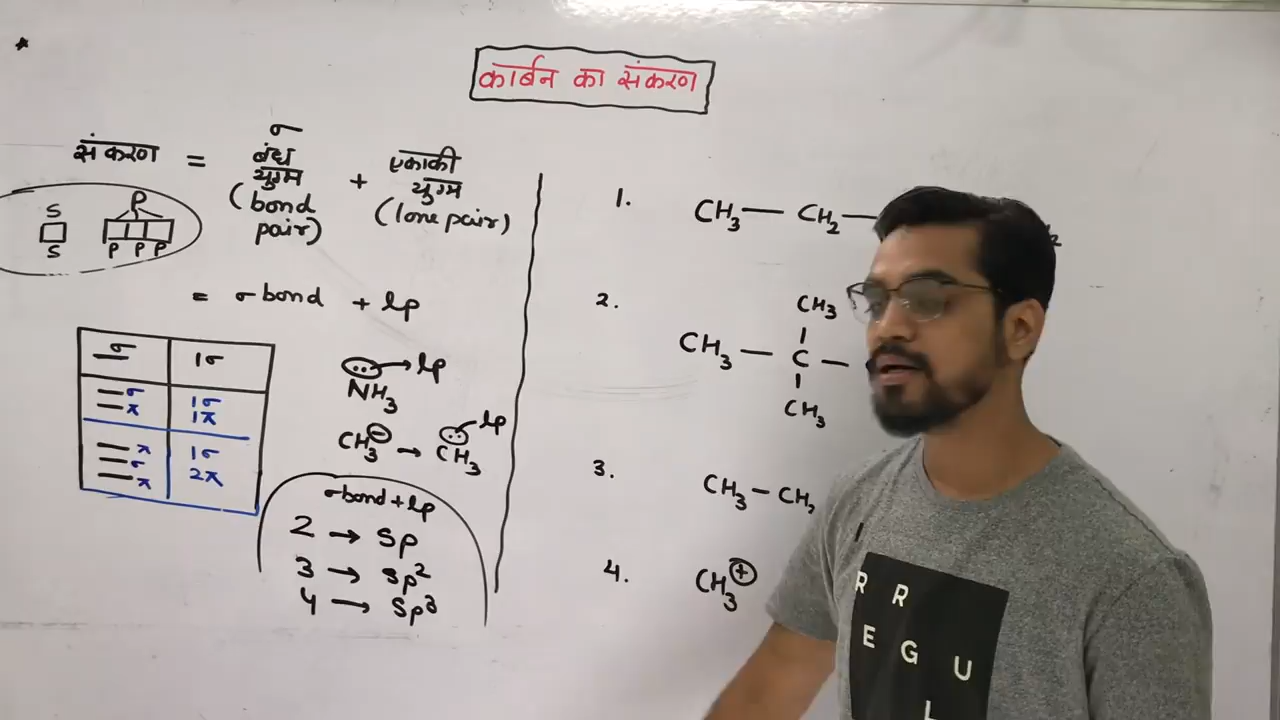 कार्बन का संकरण
संकरण = σ बंध युग्म (bond pair) + एकाकी युग्म (lone pair)
S P
S P P P
= σ bond + lp
— σ 1σ
= σ π 1σ 1π
≡ π σ π 1σ 2π
.. → lp
NH3
CH3⊖ → CH3 .. lp
σ bond + lp
2 → Sp
3 → Sp²
4 → Sp³
1. CH3 — CH2 —
2. CH3
CH3 — C —
CH3
3. CH3 — CH2
4. CH3⊕
R R
E G U
L